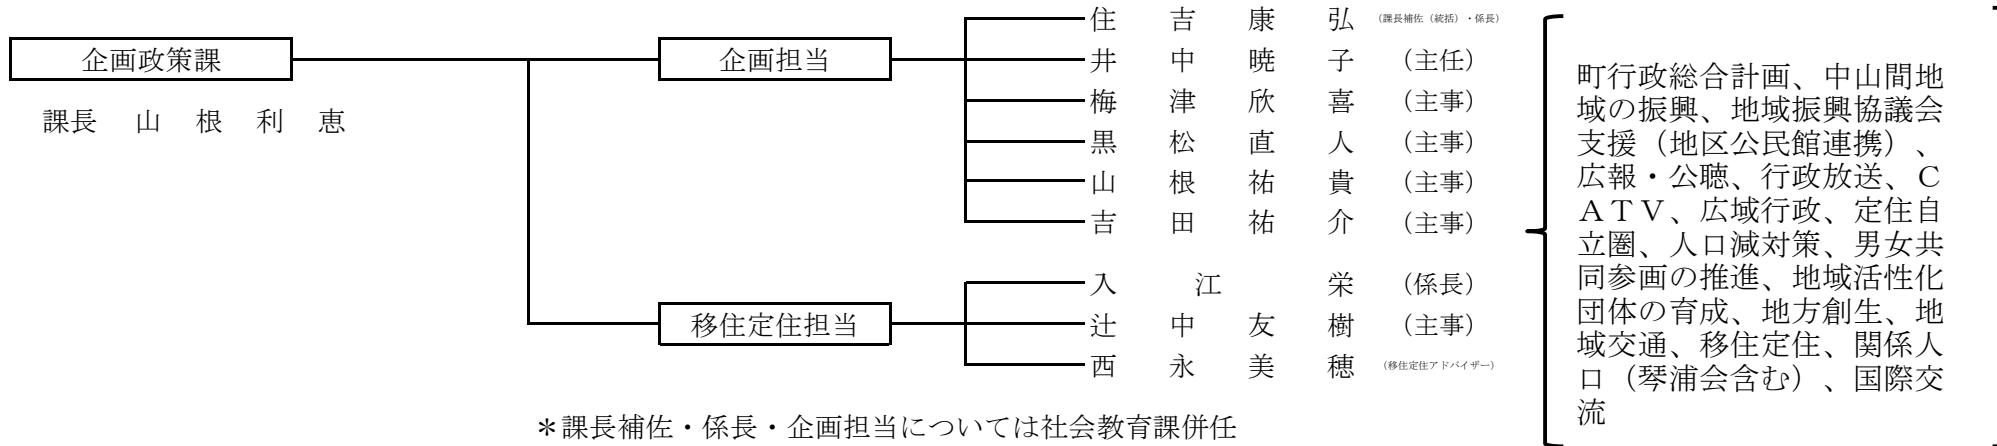 企画政策課
課長 山根利恵
企画担当
住吉康弘 (課長補佐(統括)・係長)
井中暁子 (主任)
梅津欣喜 (主事)
黒松直人 (主事)
山根祐貴 (主事)
吉田祐介 (主事)
移住定住担当
入江栄 (係長)
辻中友樹 (主事)
西永美穂 (移住定住アドバイザー)
*課長補佐・係長・企画担当については社会教育課併任
町行政総合計画、中山間地
域の振興、地域振興協議会
支援(地区公民館連携)、
広報・公聴、行政放送、C
ATV、広域行政、定住自
立圏、人口減対策、男女共
同参画の推進、地域活性化
団体の育成、地方創生、地
域交通、移住定住、関係人
口(琴浦会含む)、国際交
流